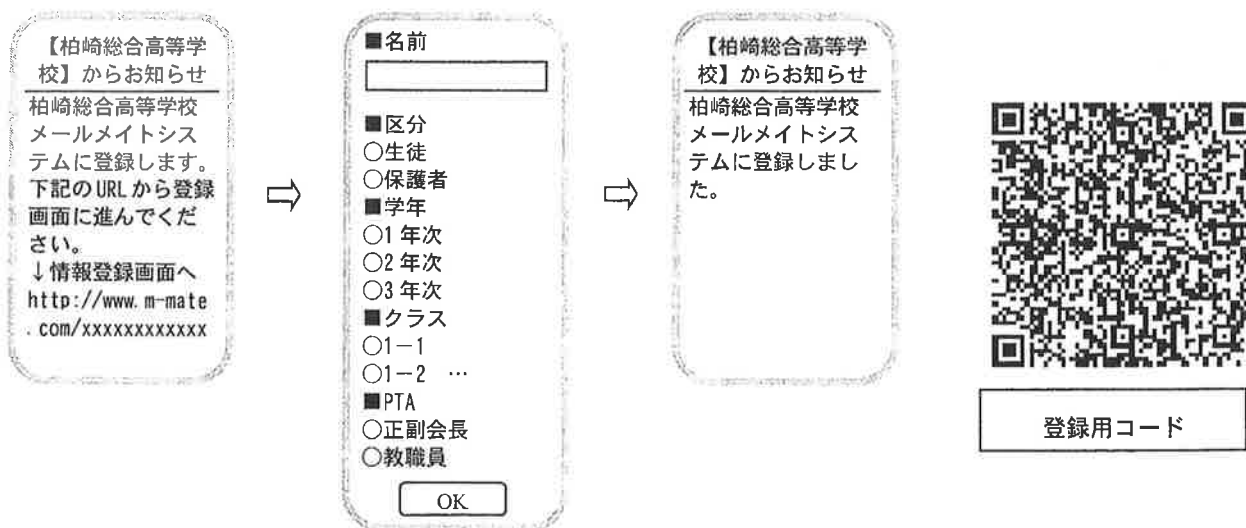 【柏崎総合高等学
校】からお知らせ
柏崎総合高等学校
メールメイトシス
テムに登録します。
下記のURLから登録
画面に進んでくだ
さい。
↓情報登録画面へ
http://www.m-mate
.com/xxxxxxxxxxxx
■名前
■区分
○生徒
○保護者
■学年
○1年次
○2年次
○3年次
■クラス
○1－1
○1－2 …
■PTA
○正副会長
○教職員
OK
【柏崎総合高等学
校】からお知らせ
柏崎総合高等学校
メールメイトシス
テムに登録しまし
た。
登録用コード